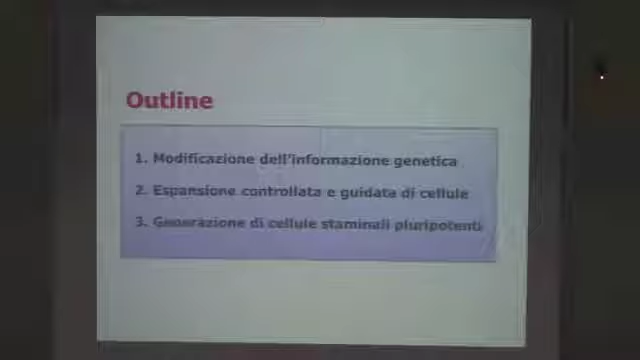 Outline
1. Modificazione dell'informazione genetica
2. Espansione controllata e guidata di cellule
3. Generazione di cellule staminali pluripotenti